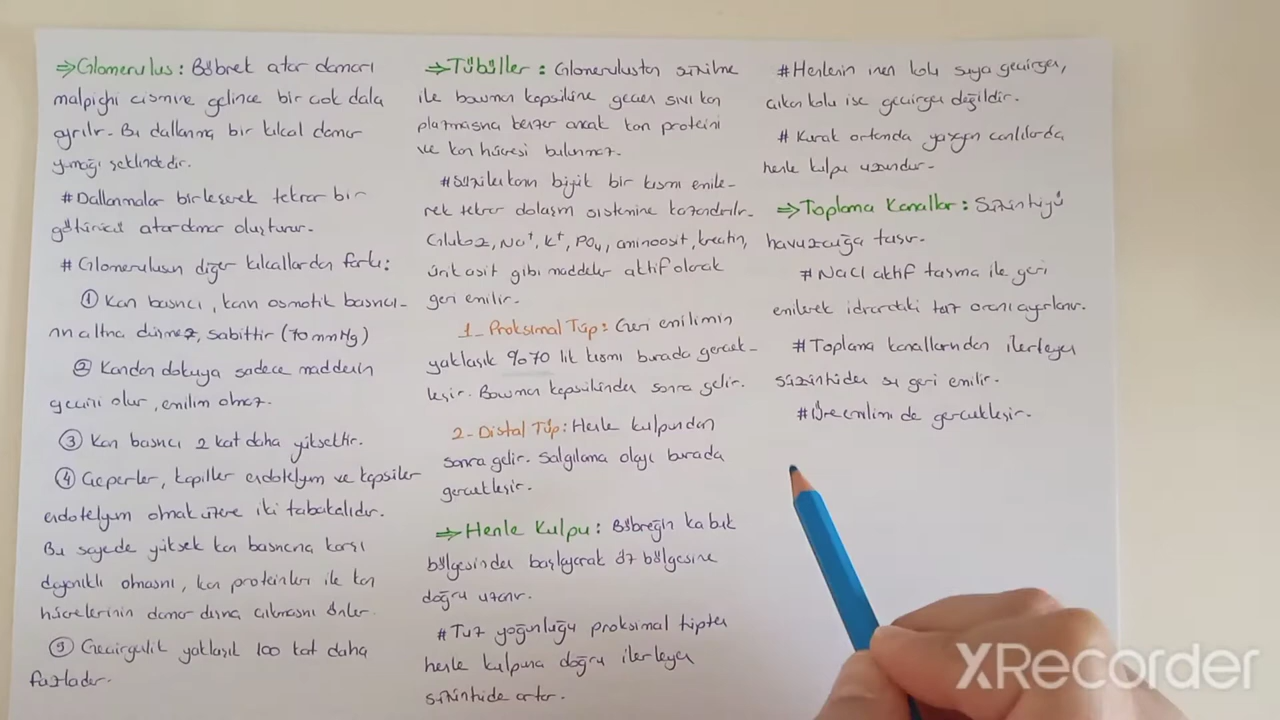 ⇒Glomerulus: Böbrek atar damarı
malpighi cismine gelince bir çok dala
ayrılır. Bu dallanma bir kılcal damar
yumağı şeklindedir.
#Dallanmalar birleşerek tekrar bir
götürücü atardamar oluşturur.
# Glomerulusun diğer kılcallardan farkı:
① Kan basıncı, kanın osmotik basıncı-
nın altına düşmez, sabittir (70 mmHg)
② Kandan dokuya sadece maddenin
geçişi olur, emilim olmaz.
③ Kan basıncı 2 kat daha yüksektir.
④ Çeperler, kapiller endotelyum ve kapsüler
endotelyum olmak üzere iki tabakalıdır.
Bu sayede yüksek kan basıncına karşı
dayanıklı olmasını, kan proteinleri ile kan
hücrelerinin damar dışına çıkmasını önler.
⑤ Geçirgenlik yaklaşık 100 kat daha
fazladır.
⇒Tübüller: Glomerulustan süzülme
ile bowman kapsülüne geçen sıvı kan
plazmasına benzer ancak kan proteini
ve kan hücresi bulunmaz.
#Süzüntünün büyük bir kısmı emile-
rek tekrar dolaşım sistemine kazandırılır.
Glukoz, Na⁺, K⁺, PO₄, aminoasit, kreatin,
ürik asit gibi maddeler aktif olarak
geri emilir.
1- Proksimal Tüp: Geri emilimin
yaklaşık %70 lik kısmı burada gerçek-
leşir. Bowman kapsülünden sonra gelir.
2- Distal Tüp: Henle kulpundan
sonra gelir. Salgılama olayı burada
gerçekleşir.
⇒Henle Kulpu: Böbreğin kabuk
bölgesinden başlayarak öz bölgesine
doğru uzanır.
#Tuz yoğunluğu proksimal tüpten
henle kulpuna doğru ilerleyen
süzüntüde artar.
#Henlenin inen kolu suya geçirgen,
çıkan kolu ise geçirgen değildir.
# Kurak ortamda yaşayan canlılarda
henle kulpu uzundur.
⇒Toplama Kanalları: Süzüntüyü
havuzcuğa taşır.
# NaCl aktif taşıma ile geri
emilerek idrardaki tuz oranı ayarlanır.
#Toplama kanallarından ilerleyen
süzüntüden su geri emilir.
#Üre emilimi de gerçekleşir.
XRecorder